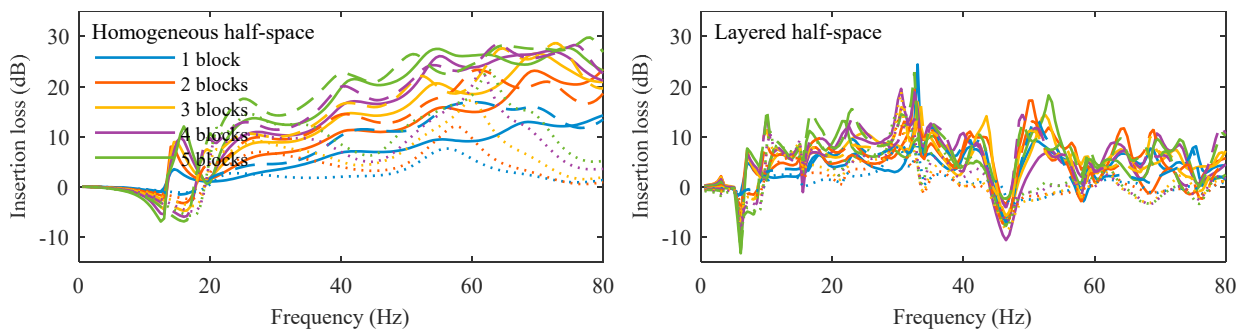 Homogeneous half-space
1 block
2 blocks
3 blocks
4 blocks
5 blocks
Insertion loss (dB)
30
20
10
0
-10
0 20 40 60 80
Frequency (Hz)
Layered half-space
Insertion loss (dB)
30
20
10
0
-10
0 20 40 60 80
Frequency (Hz)